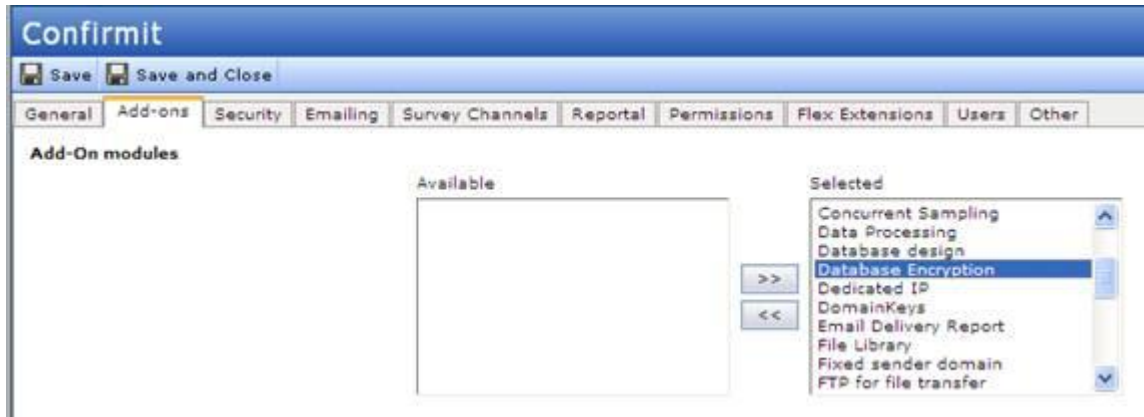 Confirmit
Save Save and Close
General Add-ons Security Emailing Survey Channels Reportal Permissions Flex Extensions Users Other
Add-On modules
Available Selected
Concurrent Sampling
Data Processing
Database design
Database Encryption
>>
Dedicated IP
DomainKeys
<<
Email Delivery Report
File Library
Fixed sender domain
FTP for file transfer